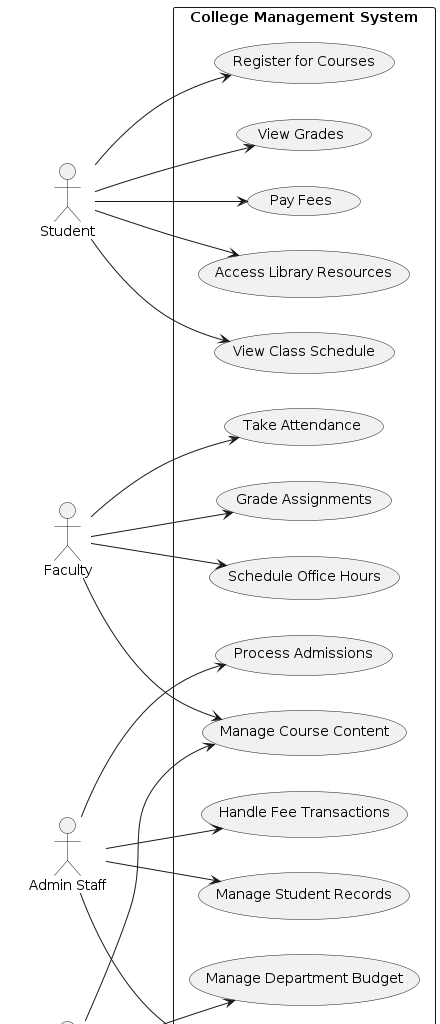 College Management System
Register for Courses
View Grades
Pay Fees
Student
Access Library Resources
View Class Schedule
Take Attendance
Grade Assignments
Faculty
Schedule Office Hours
Process Admissions
Manage Course Content
Handle Fee Transactions
Admin Staff
Manage Student Records
Manage Department Budget